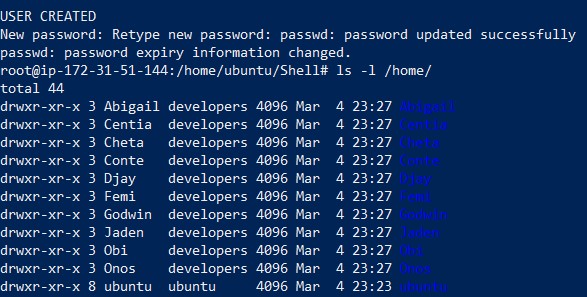 USER CREATED
New password: Retype new password: passwd: password updated successfully
passwd: password expiry information changed.
root@ip-172-31-51-144:/home/ubuntu/Shell# ls -l /home/
total 44
drwxr-xr-x 3 Abigail developers 4096 Mar  4 23:27 Abigail
drwxr-xr-x 3 Centia  developers 4096 Mar  4 23:27 Centia
drwxr-xr-x 3 Cheta   developers 4096 Mar  4 23:27 Cheta
drwxr-xr-x 3 Conte   developers 4096 Mar  4 23:27 Conte
drwxr-xr-x 3 Djay    developers 4096 Mar  4 23:27 Djay
drwxr-xr-x 3 Femi    developers 4096 Mar  4 23:27 Femi
drwxr-xr-x 3 Godwin  developers 4096 Mar  4 23:27 Godwin
drwxr-xr-x 3 Jaden   developers 4096 Mar  4 23:27 Jaden
drwxr-xr-x 3 Obi     developers 4096 Mar  4 23:27 Obi
drwxr-xr-x 3 Onos    developers 4096 Mar  4 23:27 Onos
drwxr-xr-x 8 ubuntu  ubuntu     4096 Mar  4 23:23 ubuntu